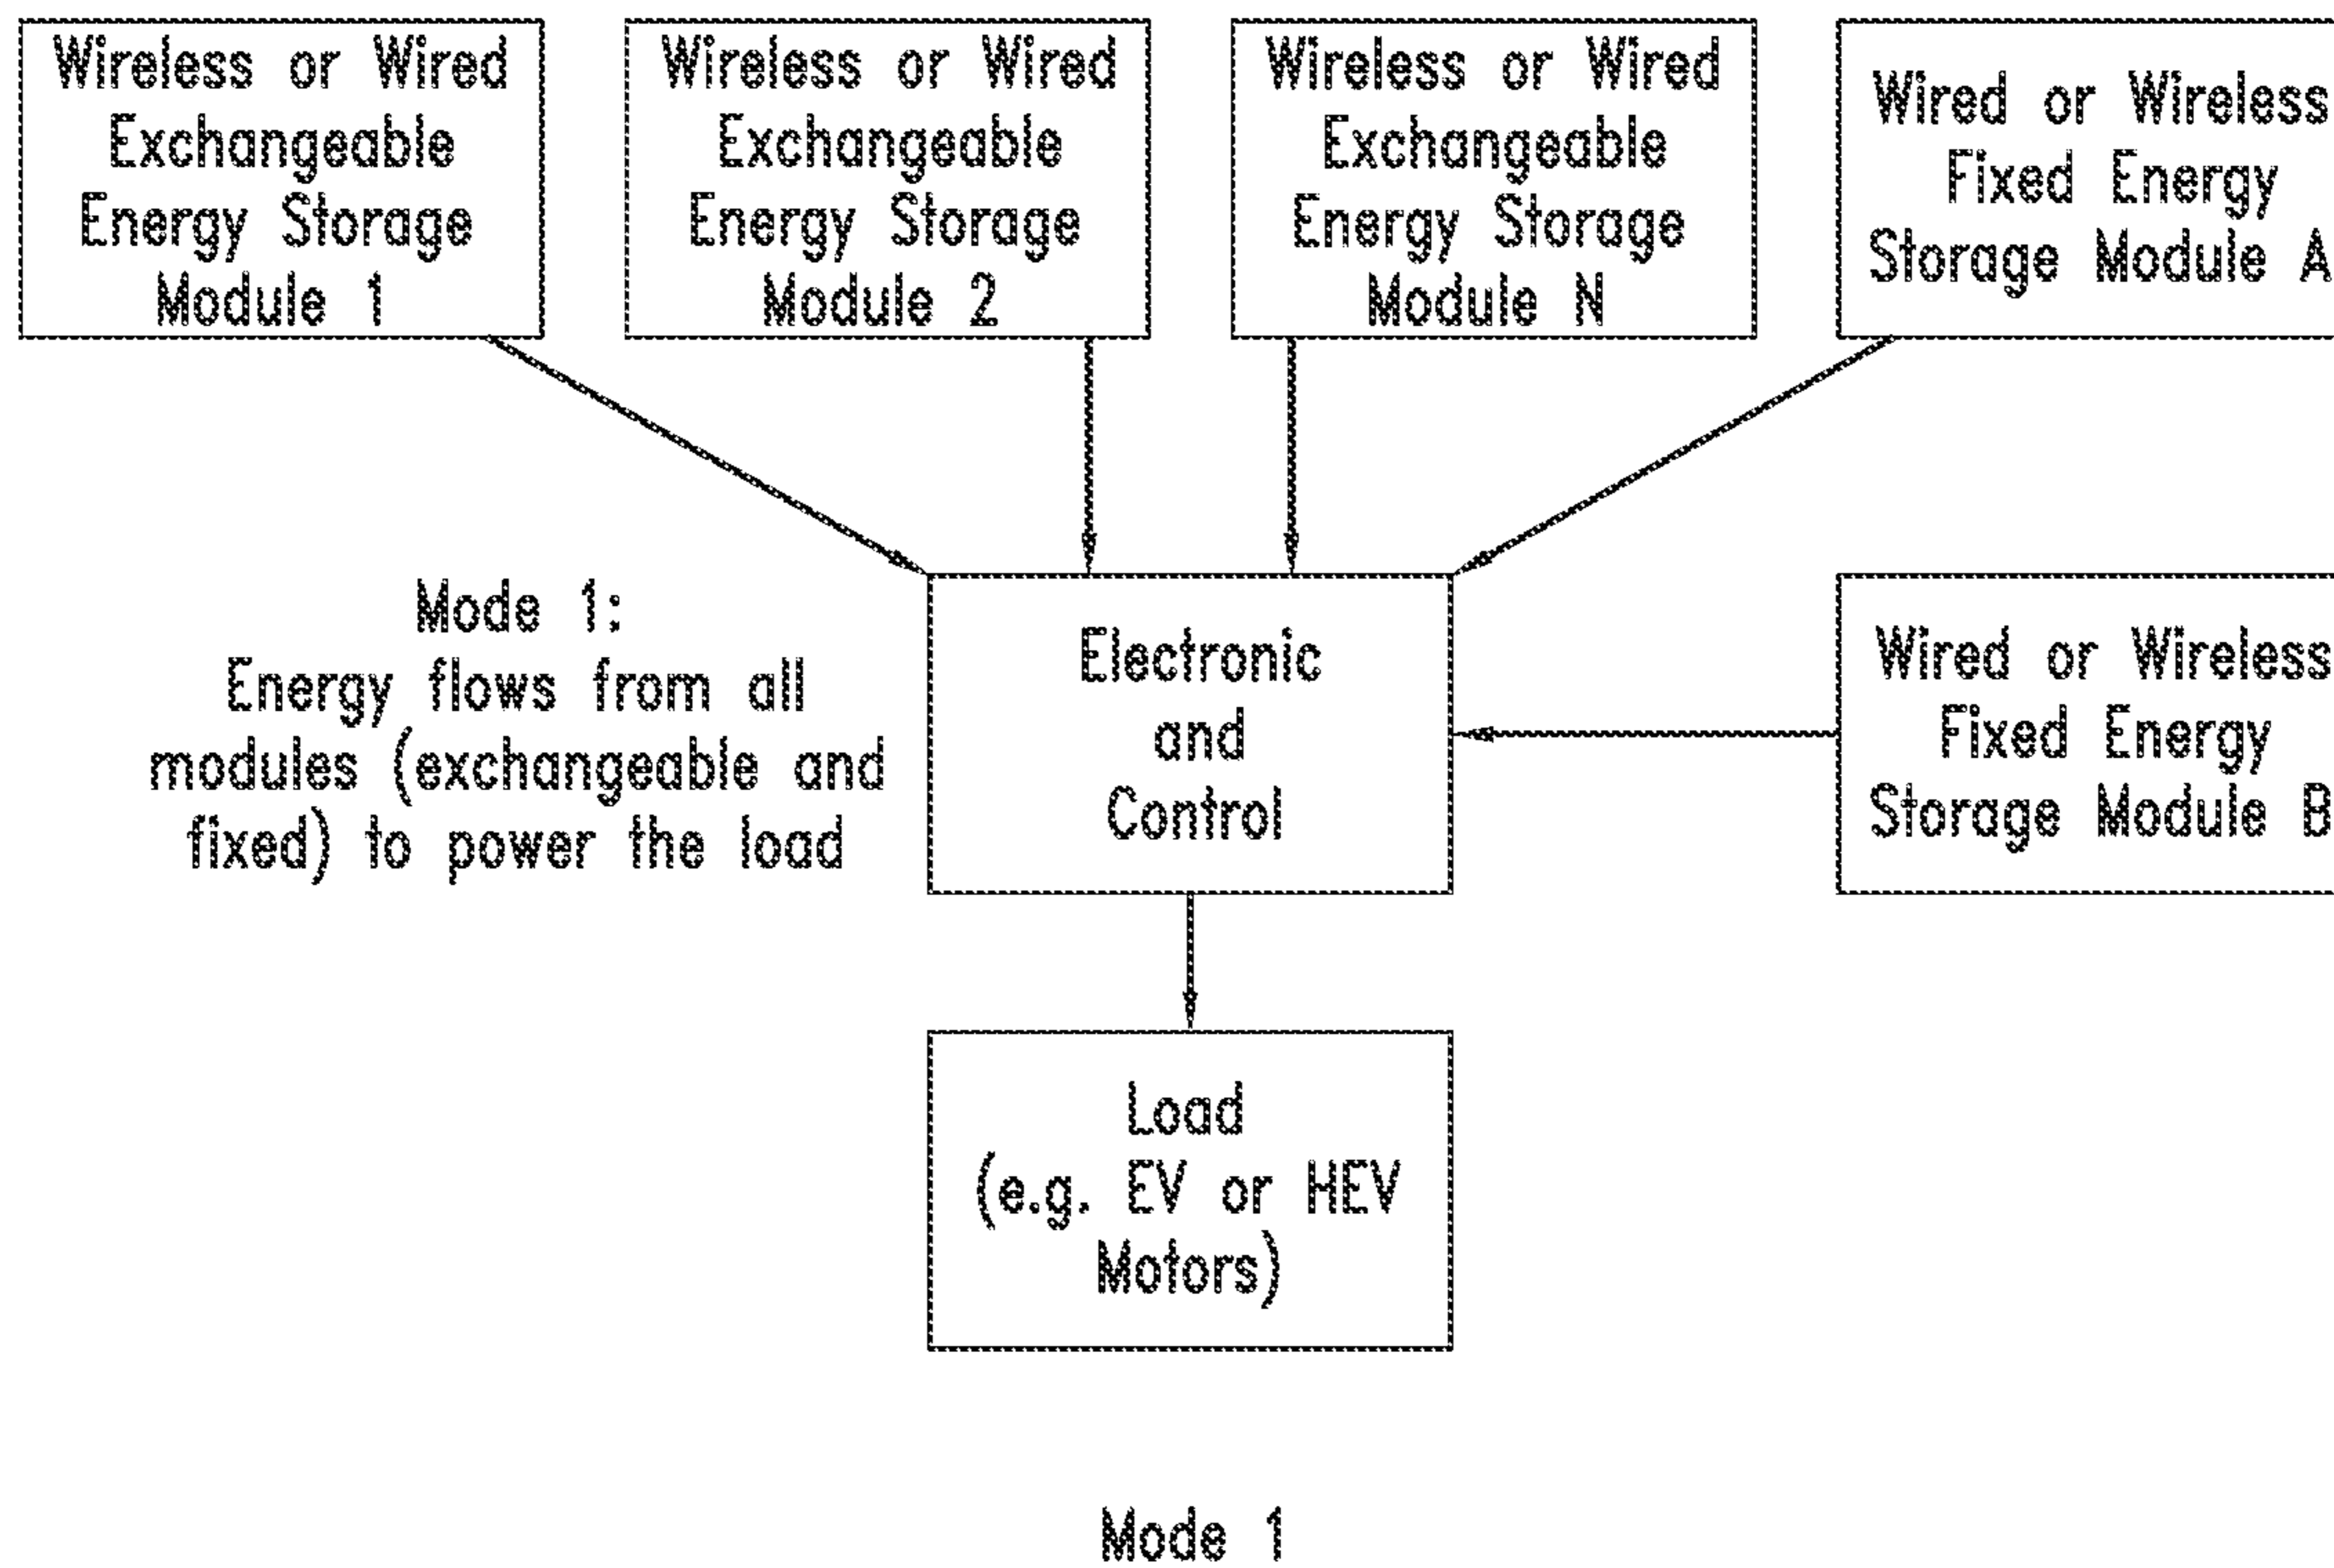 Wireless or Wired
Exchangeable
Energy Storage
Module 1
Wireless or Wired
Exchangeable
Energy Storage
Module 2
Wireless or Wired
Exchangeable
Energy Storage
Module N
Wired or Wireless
Fixed Energy
Storage Module A
Mode 1:
Energy flows from all
modules (exchangeable and
fixed) to power the load
Electronic
and
Control
Wired or Wireless
Fixed Energy
Storage Module B
Load
(e.g. EV or HEV
Motors)
Mode 1